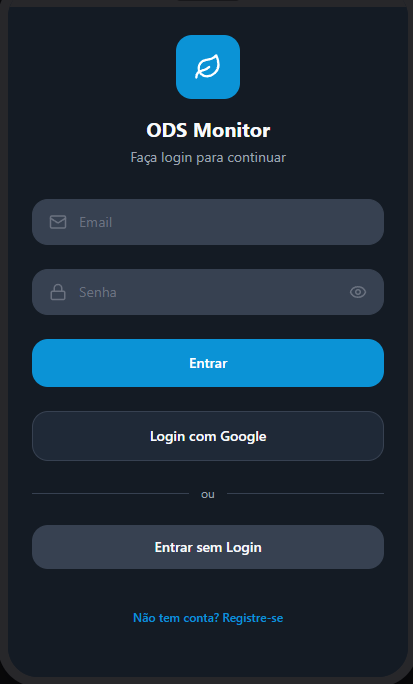 ODS Monitor
Faça login para continuar
Email
Senha
Entrar
Login com Google
ou
Entrar sem Login
Não tem conta? Registre-se